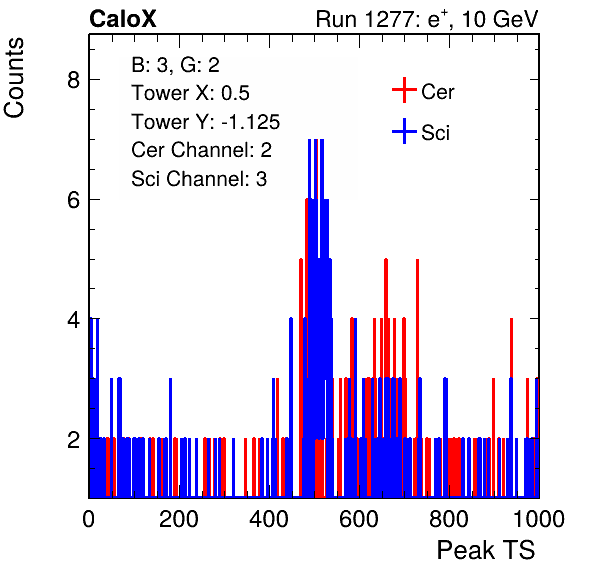 CaloX Run 1277: e⁺, 10 GeV
B: 3, G: 2
Tower X: 0.5
Tower Y: -1.125
Cer Channel: 2
Sci Channel: 3
Cer
Sci
Counts
8
6
4
2
0 200 400 600 800 1000
Peak TS